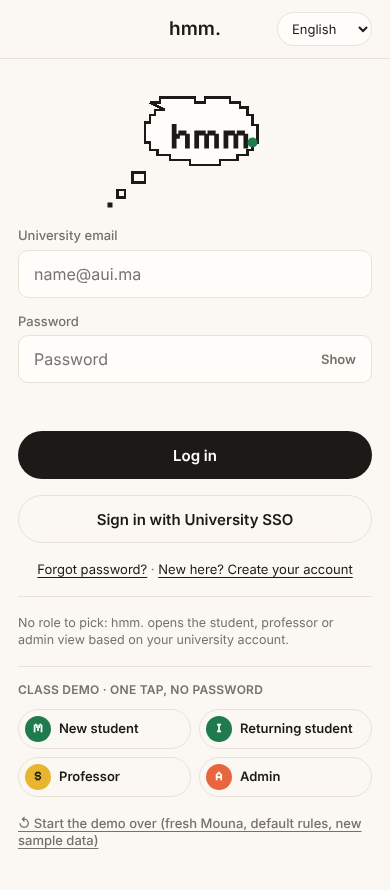 hmm.
English
hmm.
University email
name@aui.ma
Password
Password
Show
Log in
Sign in with University SSO
Forgot password? · New here? Create your account
No role to pick: hmm. opens the student, professor or
admin view based on your university account.
CLASS DEMO · ONE TAP, NO PASSWORD
M New student
I Returning student
S Professor
A Admin
↺ Start the demo over (fresh Mouna, default rules, new
sample data)